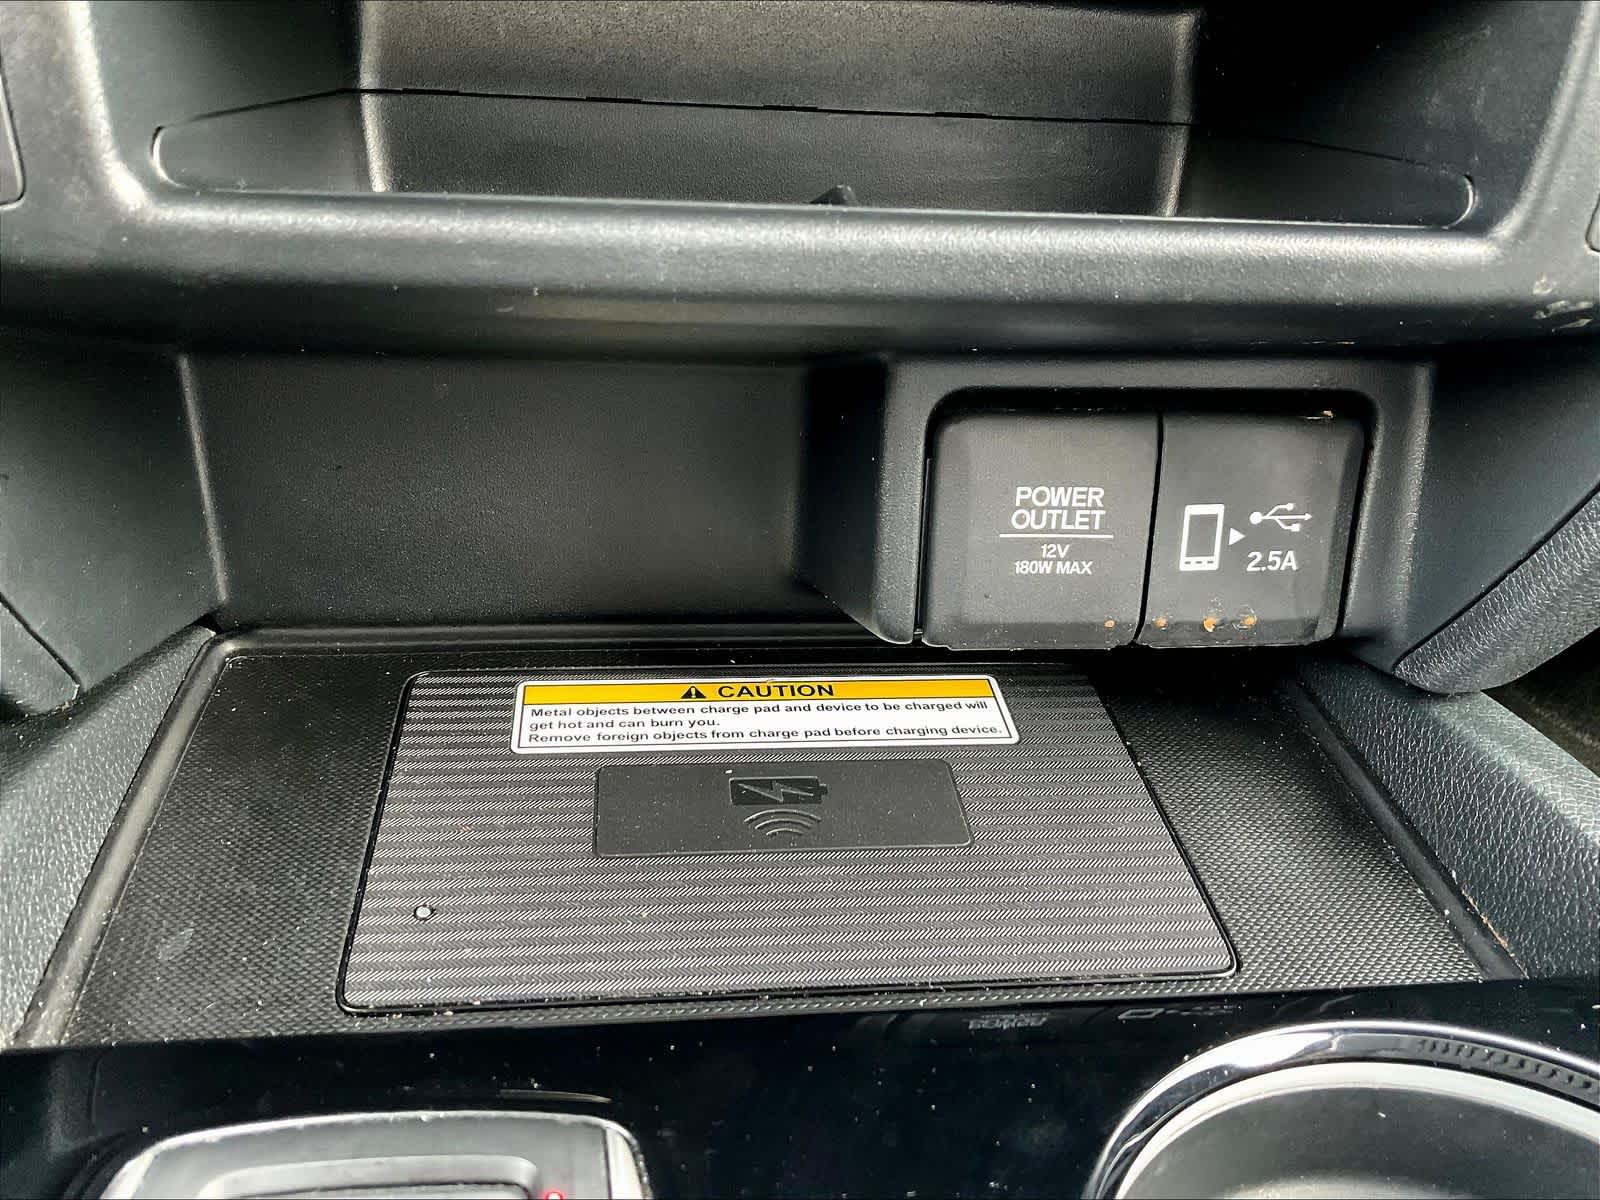 POWER
OUTLET
12V
180W MAX
2.5A
CAUTION
Metal objects between charge pad and device to be charged will
get hot and can burn you.
Remove foreign objects from charge pad before charging device.